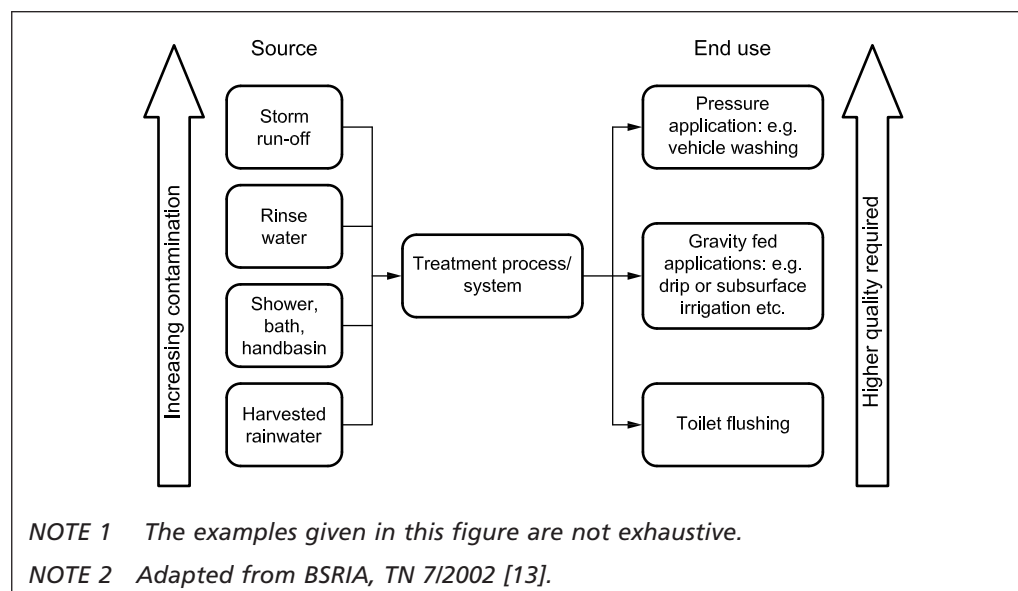 Source
End use
Increasing contamination
Storm
run-off
Rinse
water
Shower,
bath,
handbasin
Harvested
rainwater
Treatment process/
system
Pressure
application: e.g.
vehicle washing
Gravity fed
applications: e.g.
drip or subsurface
irrigation etc.
Toilet flushing
Higher quality required
NOTE 1 The examples given in this figure are not exhaustive.
NOTE 2 Adapted from BSRIA, TN 7/2002 [13].